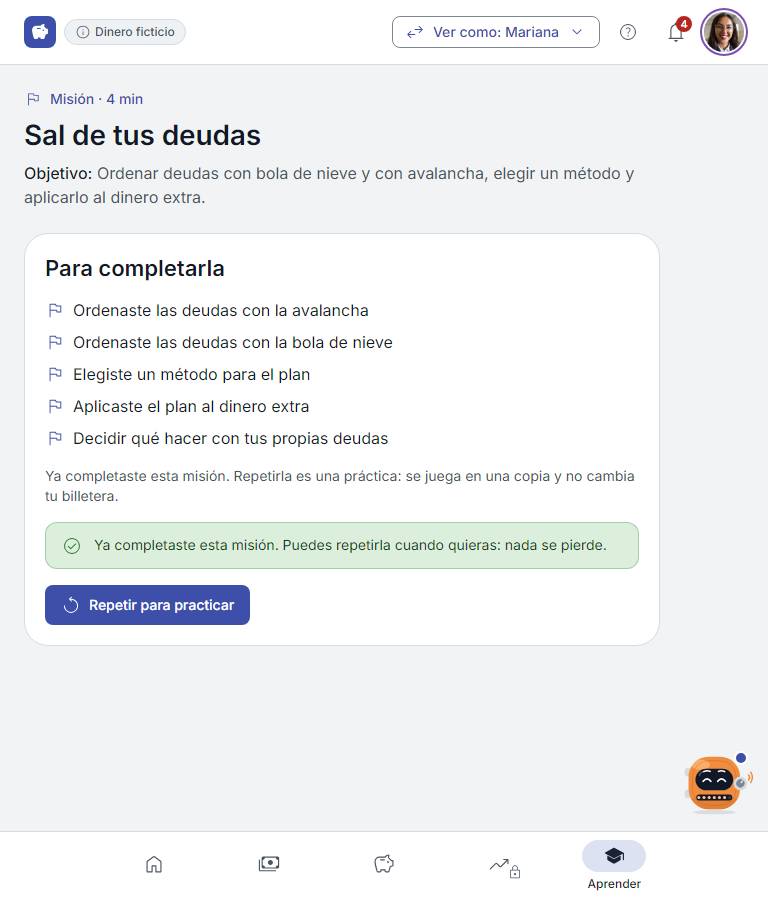 Dinero ficticio
Ver como: Mariana
4
Misión · 4 min
Sal de tus deudas
Objetivo: Ordenar deudas con bola de nieve y con avalancha, elegir un método y
aplicarlo al dinero extra.
Para completarla
Ordenaste las deudas con la avalancha
Ordenaste las deudas con la bola de nieve
Elegiste un método para el plan
Aplicaste el plan al dinero extra
Decidir qué hacer con tus propias deudas
Ya completaste esta misión. Repetirla es una práctica: se juega en una copia y no cambia
tu billetera.
Ya completaste esta misión. Puedes repetirla cuando quieras: nada se pierde.
Repetir para practicar
Aprender